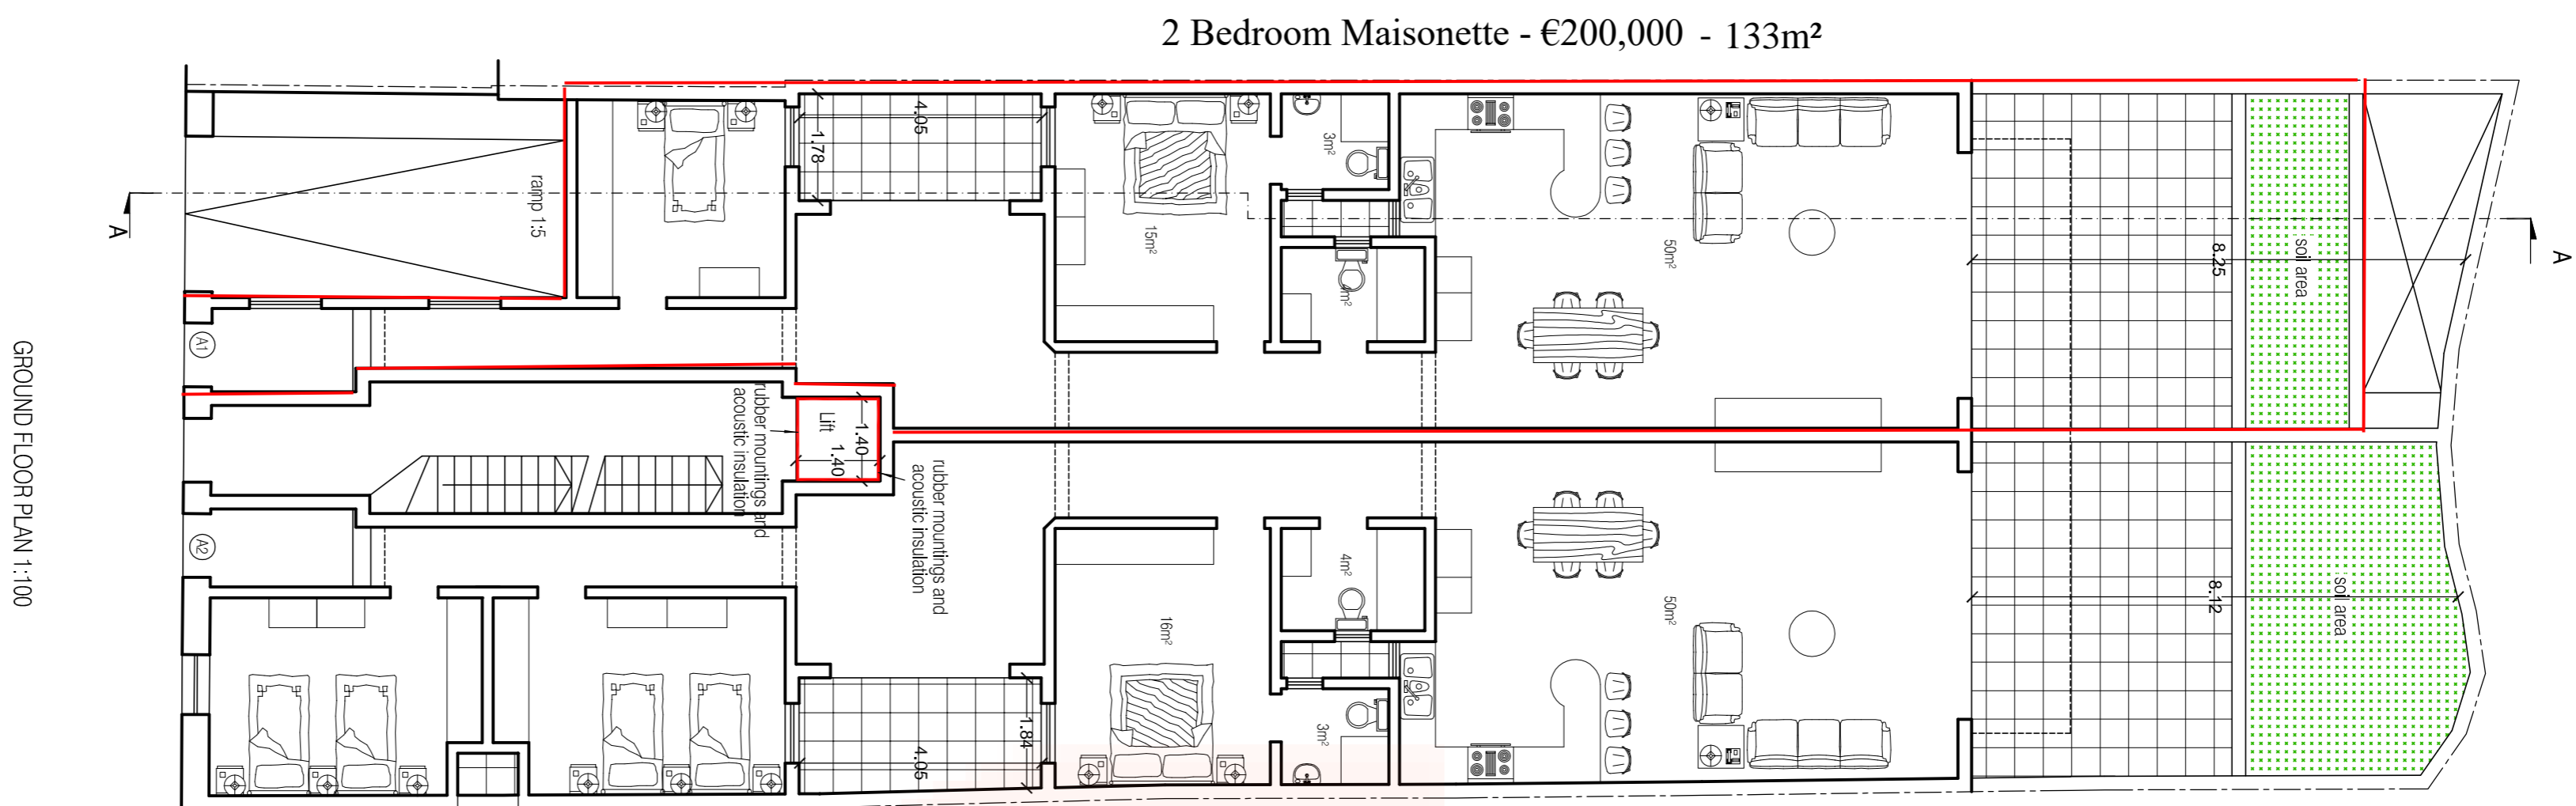 2 Bedroom Maisonette - €200,000 - 133m²
GROUND FLOOR PLAN 1:100
A
ramp 1:5
A1
A2
1.78
4.05
15m²
3m²
4m²
50m²
8.25
soil area
A
rubber mountings and
acoustic insulation
Lift
1.40
1.40
rubber mountings and
acoustic insulation
4.05
1.84
16m²
4m²
3m²
50m²
8.12
soil area